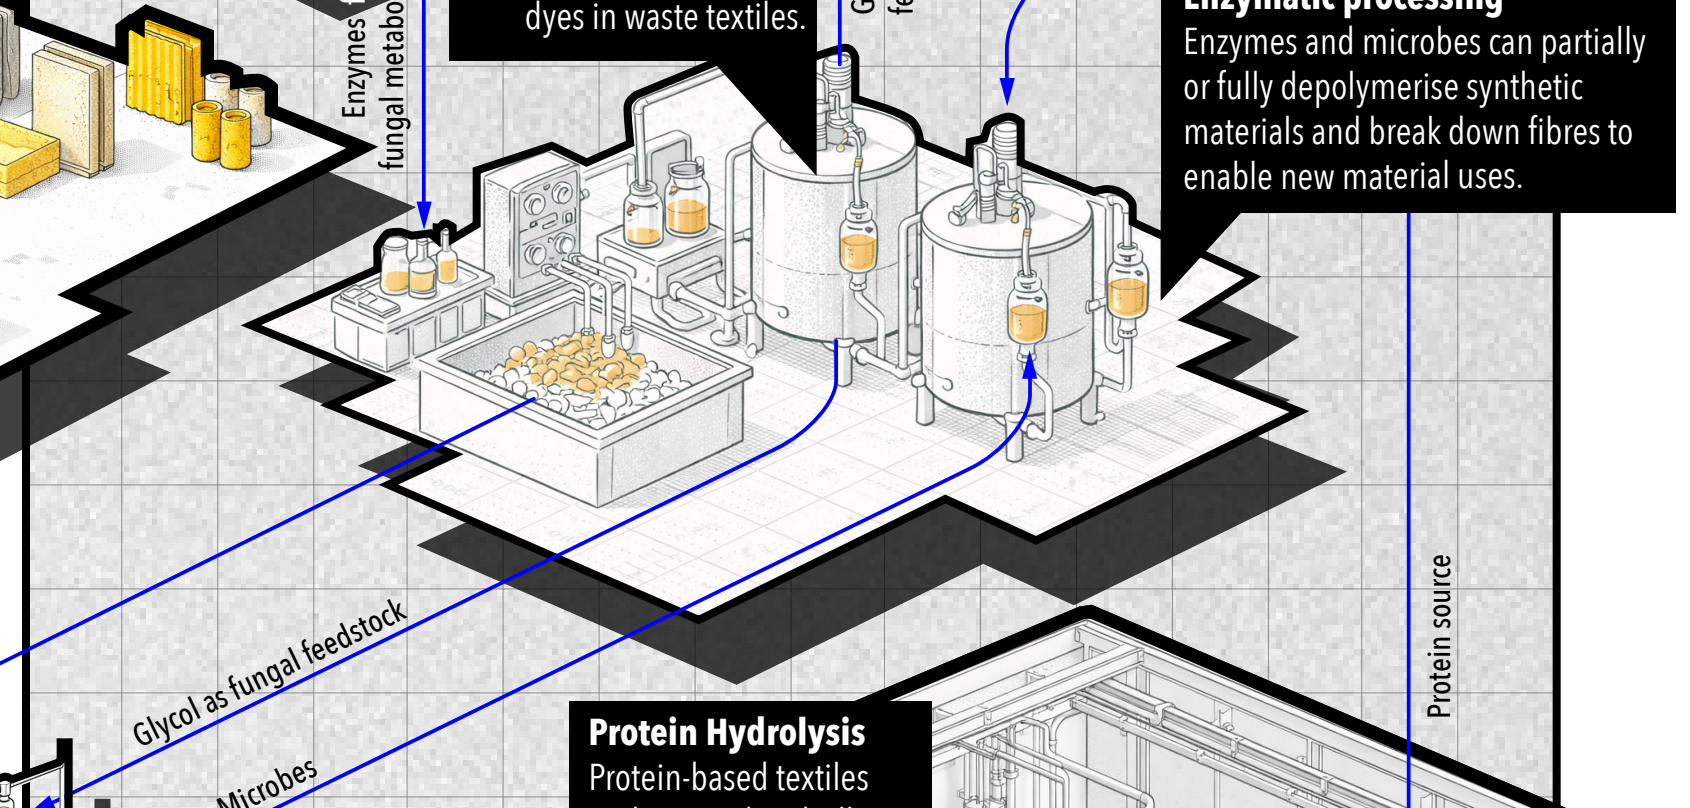 dyes in waste textiles.
Enzymes
fungal metabo
Enzymatic processing
Enzymes and microbes can partially
or fully depolymerise synthetic
materials and break down fibres to
enable new material uses.
Protein source
Glycol as fungal feedstock
Microbes
Protein Hydrolysis
Protein-based textiles